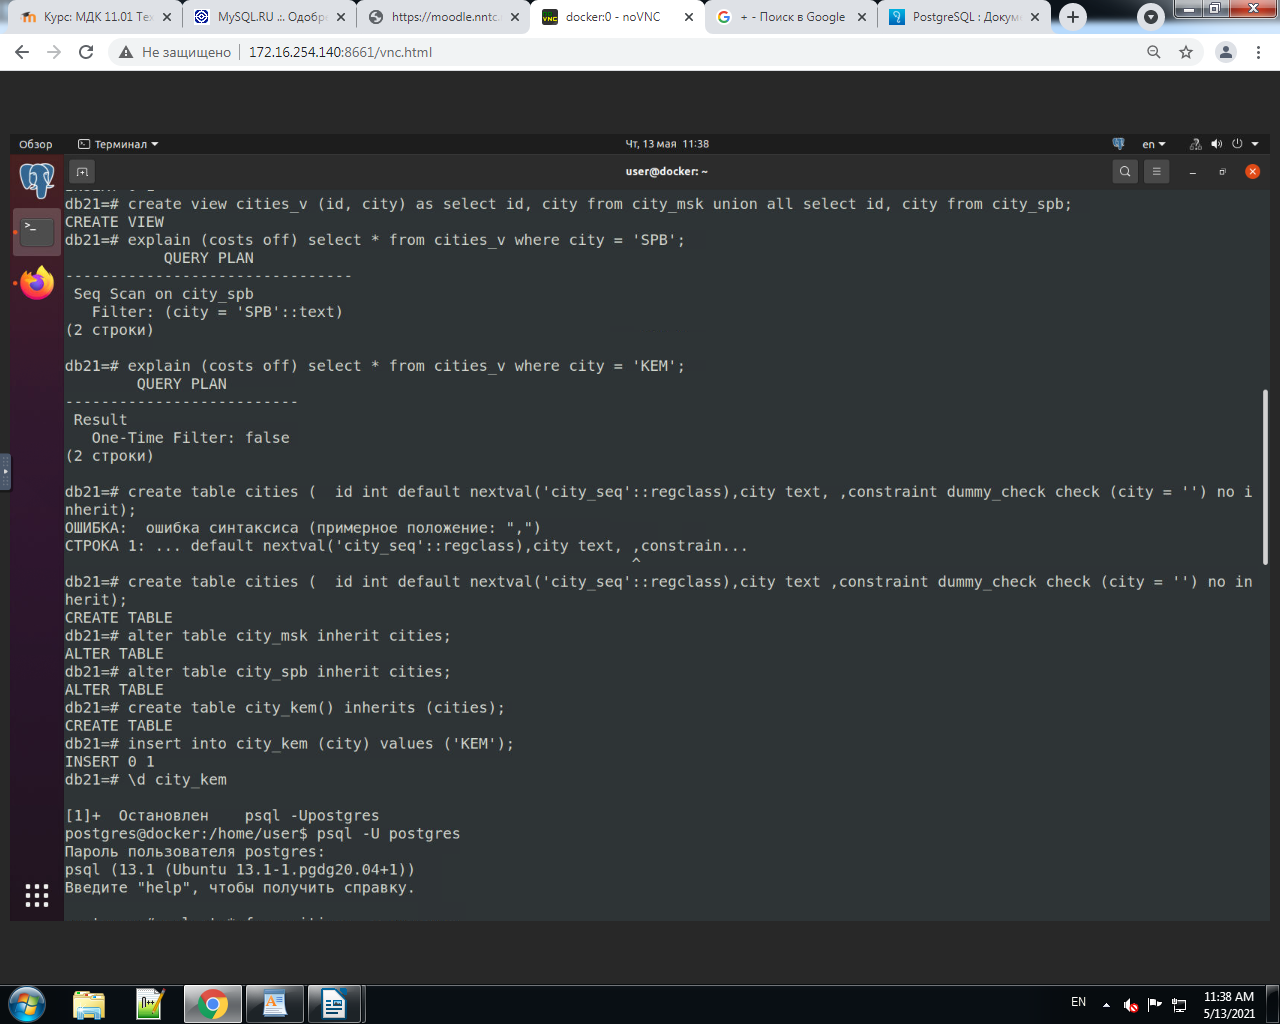 Курс: МДК 11.01 Те
MySQL.RU .:. Одобр
https://moodle.nntc.
docker:0 - noVNC
+ - Поиск в Google
PostgreSQL : Докум
Не защищено
172.16.254.140:8661/vnc.html
Обзор
Терминал
Чт, 13 мая 11:38
en
user@docker: ~
INSERT 0 1
db21=# create view cities_v (id, city) as select id, city from city_msk union all select id, city from city_spb;
CREATE VIEW
db21=# explain (costs off) select * from cities_v where city = 'SPB';
QUERY PLAN
--------------------------------
Seq Scan on city_spb
Filter: (city = 'SPB'::text)
(2 строки)
db21=# explain (costs off) select * from cities_v where city = 'KEM';
QUERY PLAN
--------------------------
Result
One-Time Filter: false
(2 строки)
db21=# create table cities (  id int default nextval('city_seq'::regclass),city text, ,constraint dummy_check check (city = '') no i
nherit);
ОШИБКА:  ошибка синтаксиса (примерное положение: ",")
СТРОКА 1: ... default nextval('city_seq'::regclass),city text, ,constrain...
^
db21=# create table cities (  id int default nextval('city_seq'::regclass),city text ,constraint dummy_check check (city = '') no in
herit);
CREATE TABLE
db21=# alter table city_msk inherit cities;
ALTER TABLE
db21=# alter table city_spb inherit cities;
ALTER TABLE
db21=# create table city_kem() inherits (cities);
CREATE TABLE
db21=# insert into city_kem (city) values ('KEM');
INSERT 0 1
db21=# \d city_kem
[1]+  Остановлен    psql -Upostgres
postgres@docker:/home/user$ psql -U postgres
Пароль пользователя postgres:
psql (13.1 (Ubuntu 13.1-1.pgdg20.04+1))
Введите "help", чтобы получить справку.
EN
11:38 AM
5/13/2021